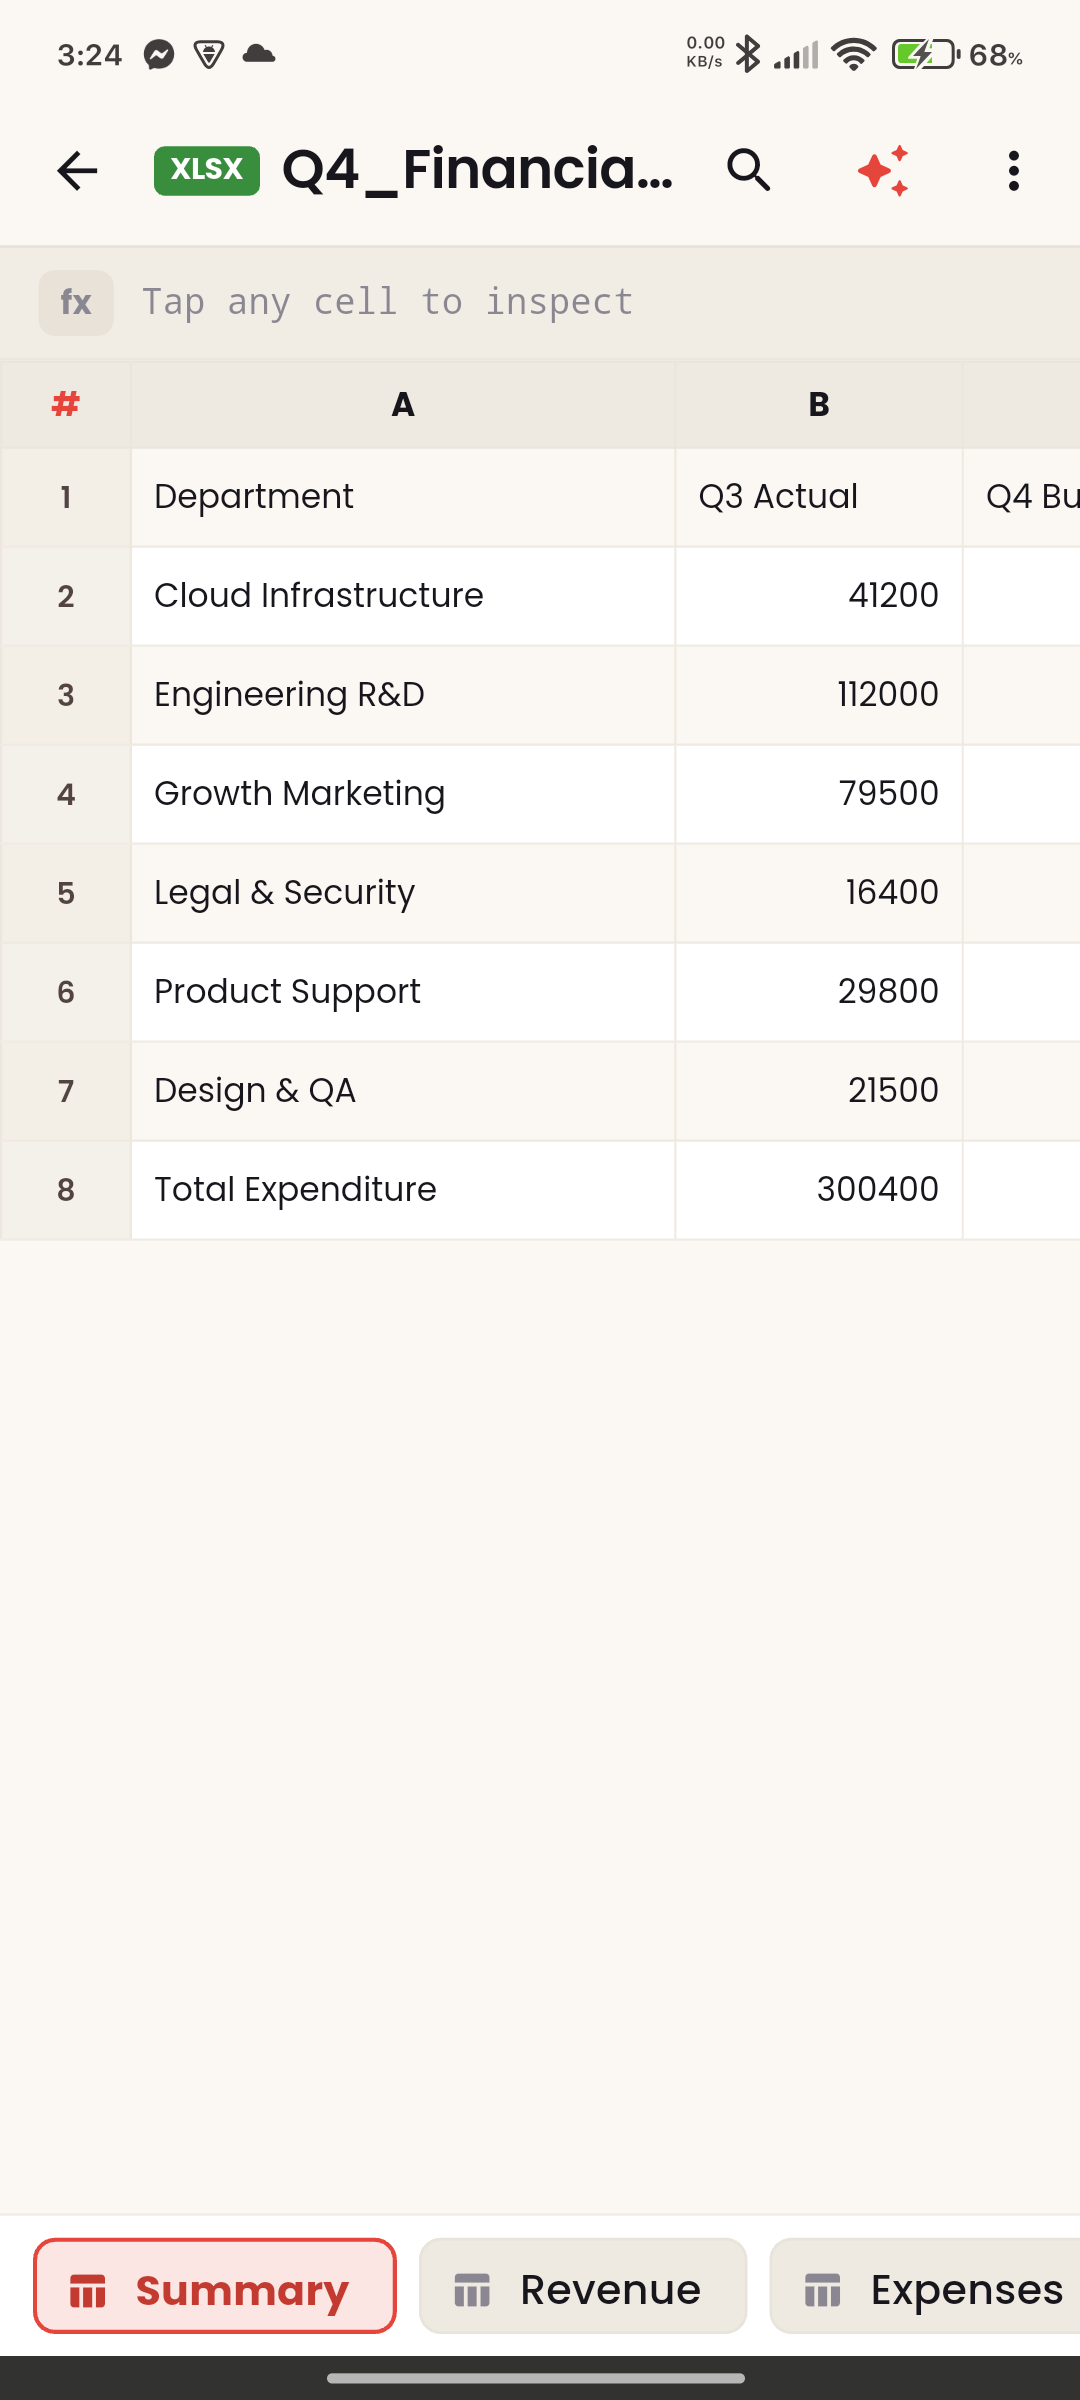 3:24 0.00 KB/s 68%
XLSX Q4_Financia...
fx Tap any cell to inspect
# A B
1 Department Q3 Actual Q4 Bu
2 Cloud Infrastructure 41200
3 Engineering R&D 112000
4 Growth Marketing 79500
5 Legal & Security 16400
6 Product Support 29800
7 Design & QA 21500
8 Total Expenditure 300400
Summary Revenue Expenses